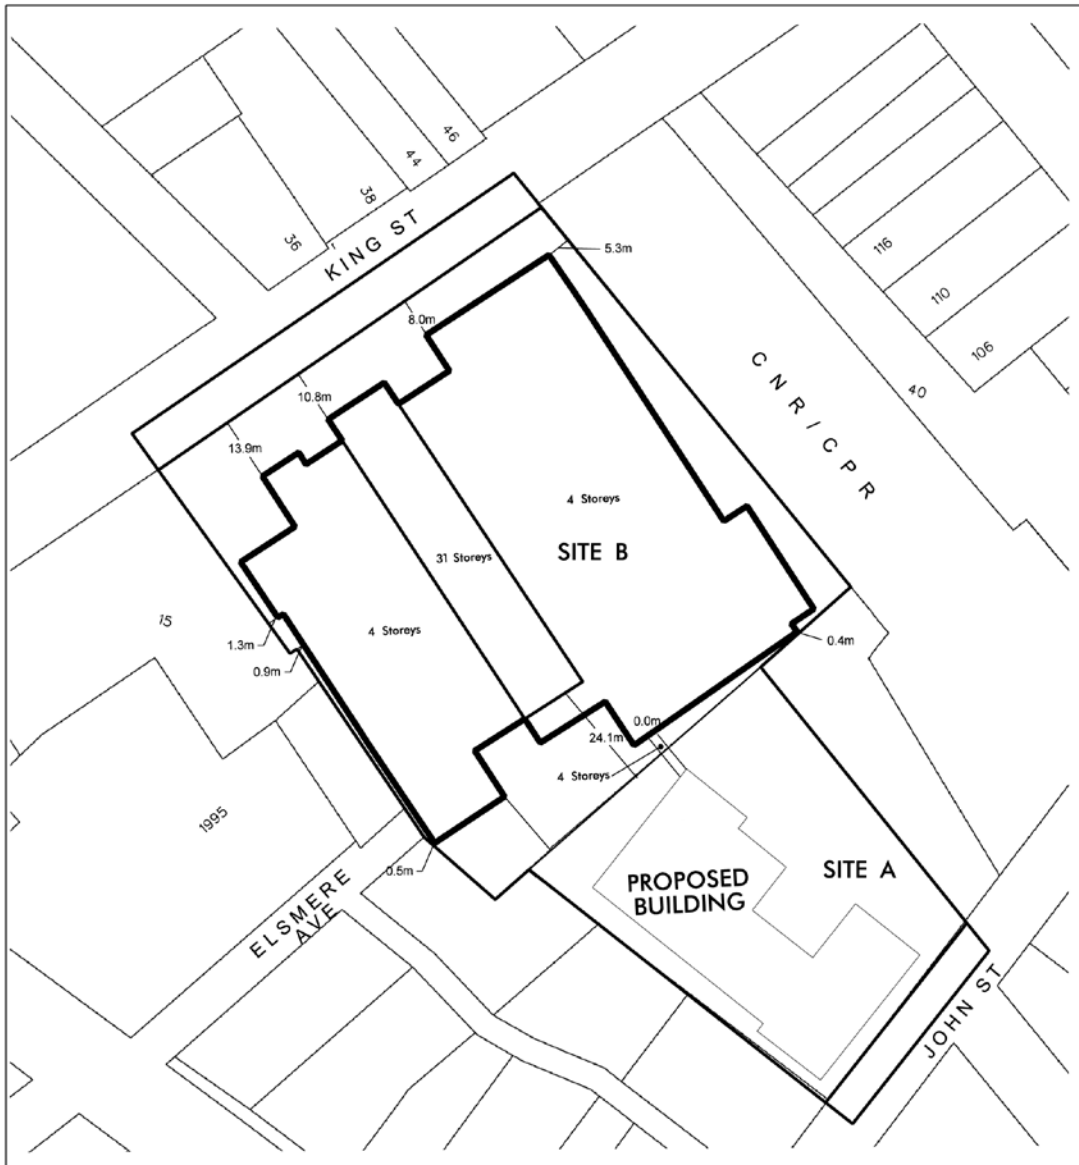 46
44
38
36
KING ST
5.3m
116
8.0m
110
106
CNR/CPR
40
10.8m
13.9m
4 Storeys
31 Storeys
SITE B
15
4 Storeys
1.3m
0.9m
0.4m
0.0m
24.1m
4 Storeys
1995
0.5m
SITE A
PROPOSED
BUILDING
ELSMERE
AVE
JOHN ST